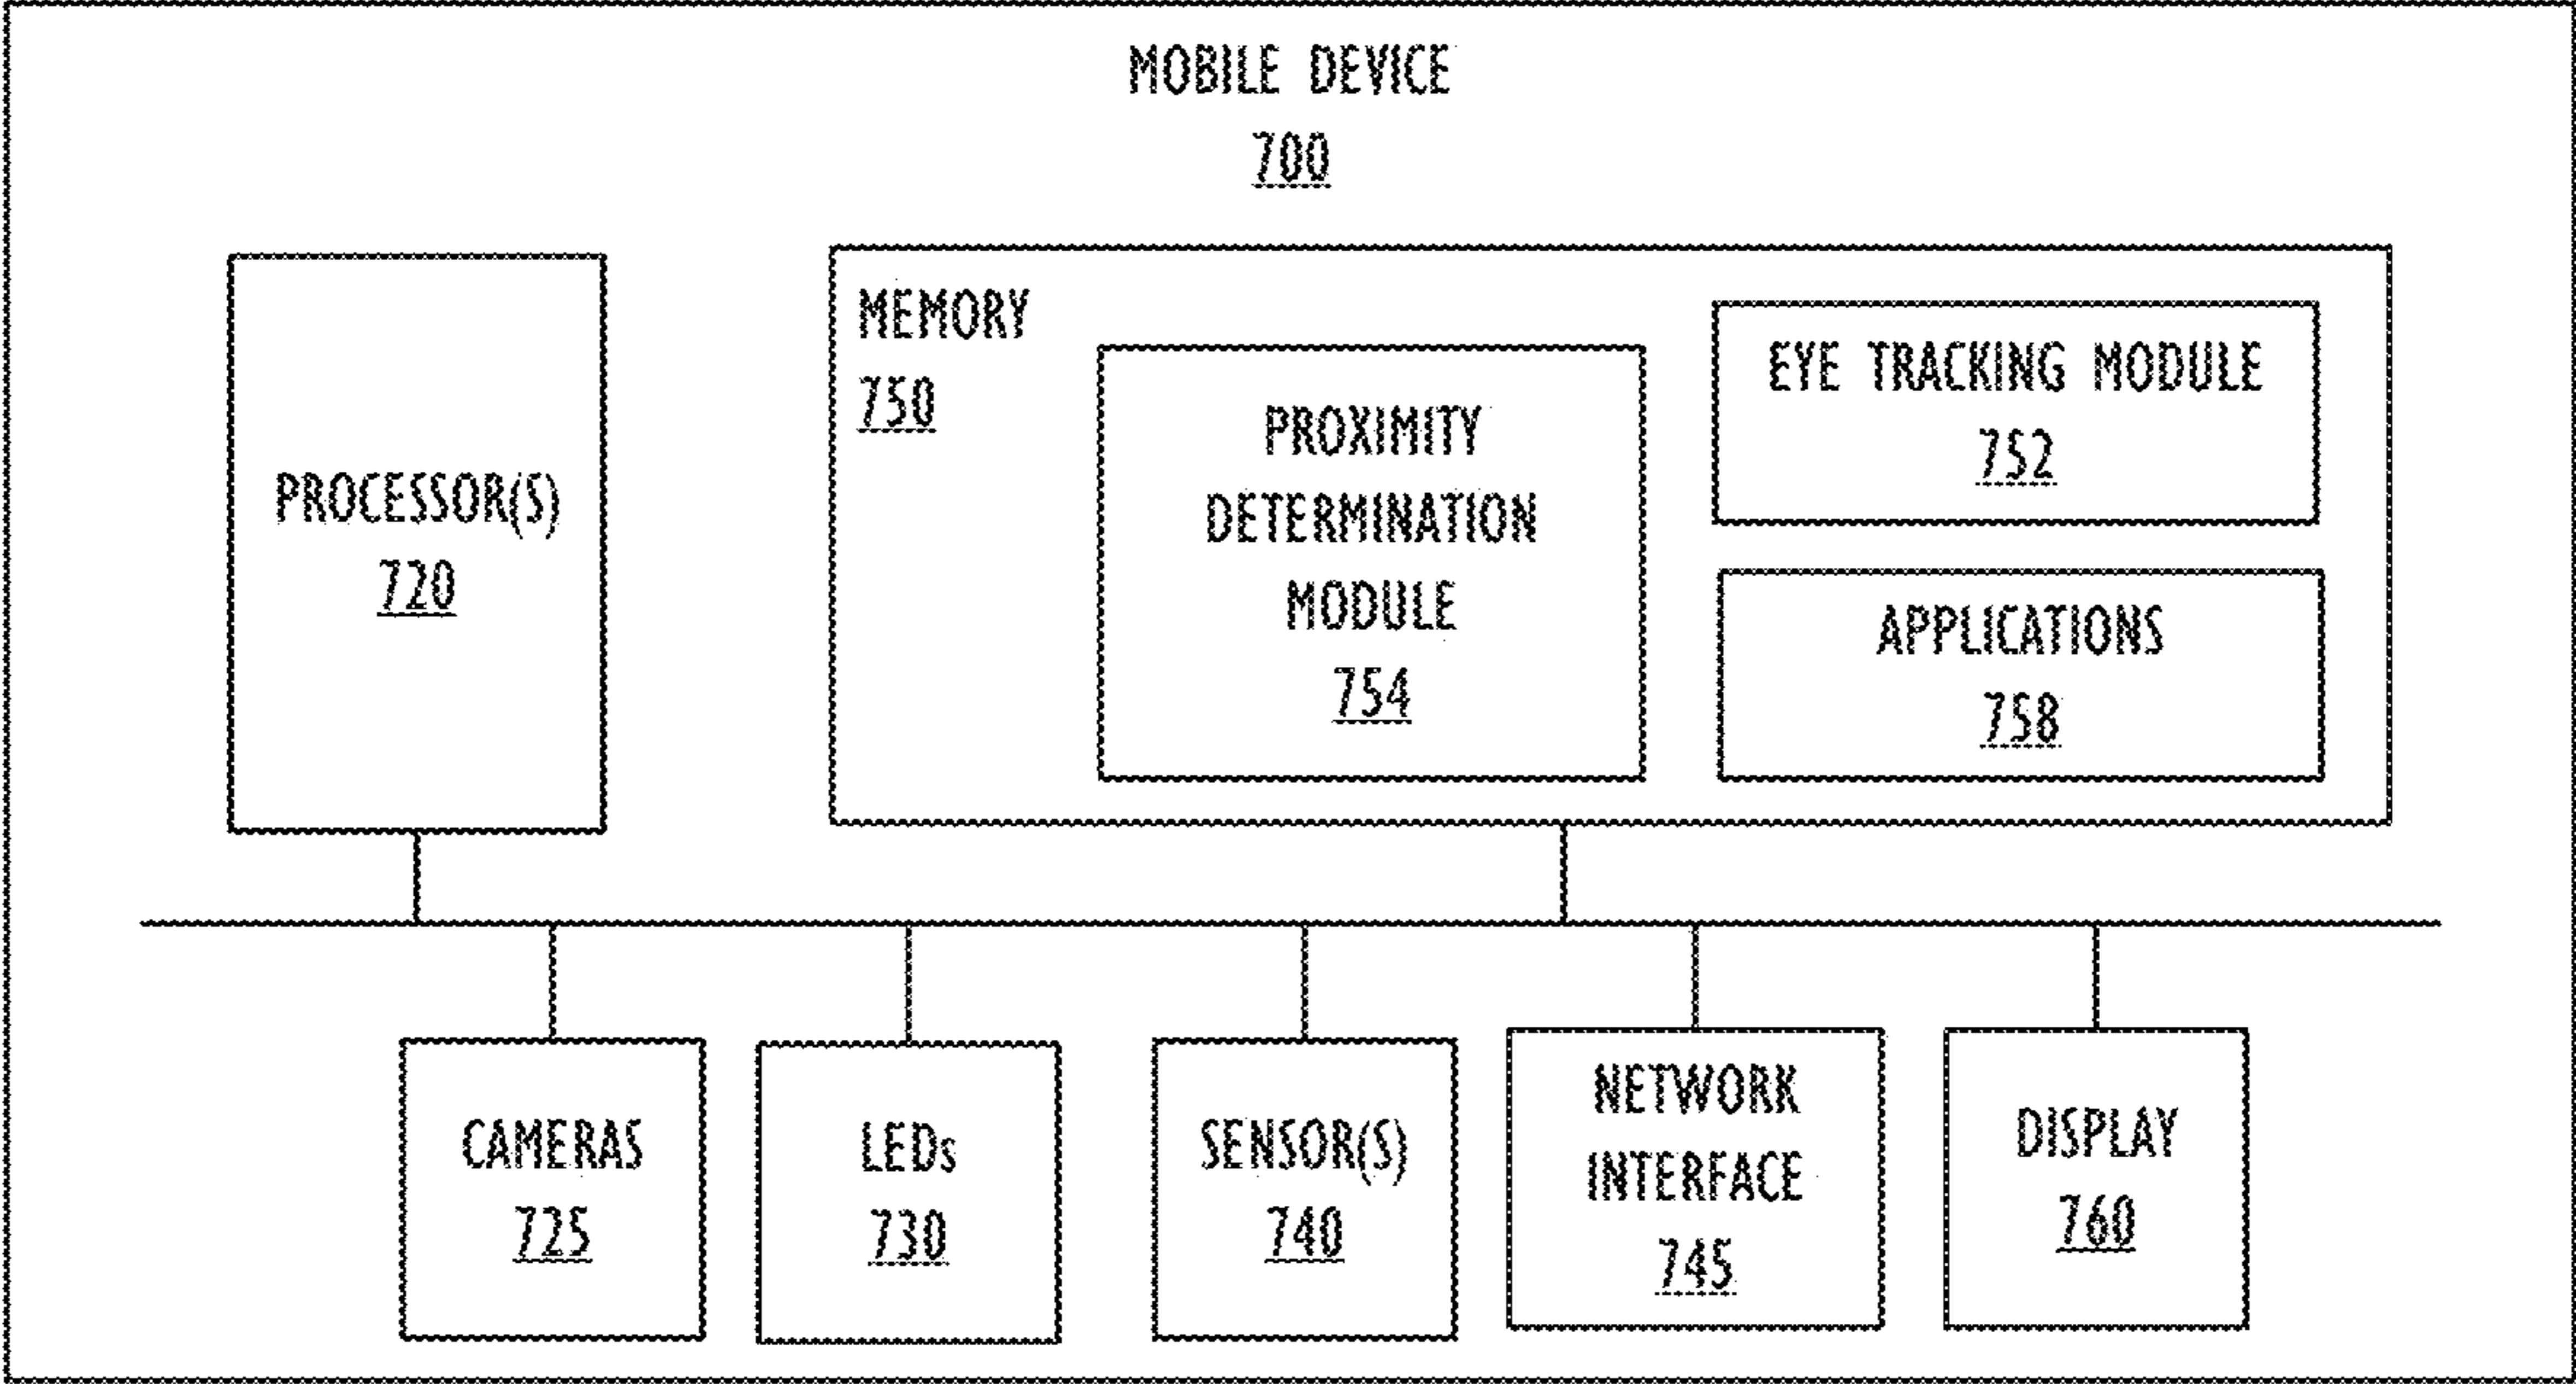 MOBILE DEVICE
700
PROCESSOR(S)
720
MEMORY
750
PROXIMITY
DETERMINATION
MODULE
754
EYE TRACKING MODULE
752
APPLICATIONS
758
CAMERAS
725
LEDs
730
SENSOR(S)
740
NETWORK
INTERFACE
745
DISPLAY
760